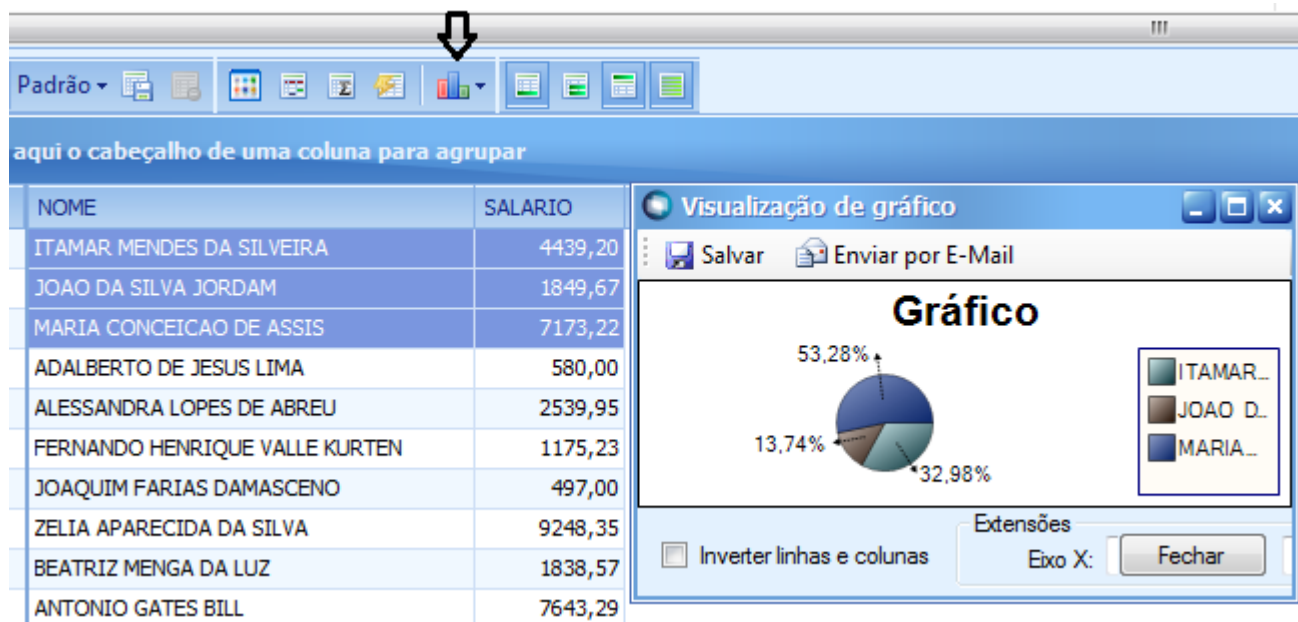 Padrão
aqui o cabeçalho de uma coluna para agrupar
NOME SALARIO
ITAMAR MENDES DA SILVEIRA 4439,20
JOAO DA SILVA JORDAM 1849,67
MARIA CONCEICAO DE ASSIS 7173,22
ADALBERTO DE JESUS LIMA 580,00
ALESSANDRA LOPES DE ABREU 2539,95
FERNANDO HENRIQUE VALLE KURTEN 1175,23
JOAQUIM FARIAS DAMASCENO 497,00
ZELIA APARECIDA DA SILVA 9248,35
BEATRIZ MENGA DA LUZ 1838,57
ANTONIO GATES BILL 7643,29
Visualização de gráfico
Salvar Enviar por E-Mail
Gráfico
53,28%
13,74%
32,98%
ITAMAR...
JOAO D...
MARIA...
Inverter linhas e colunas
Extensões
Eixo X: Fechar